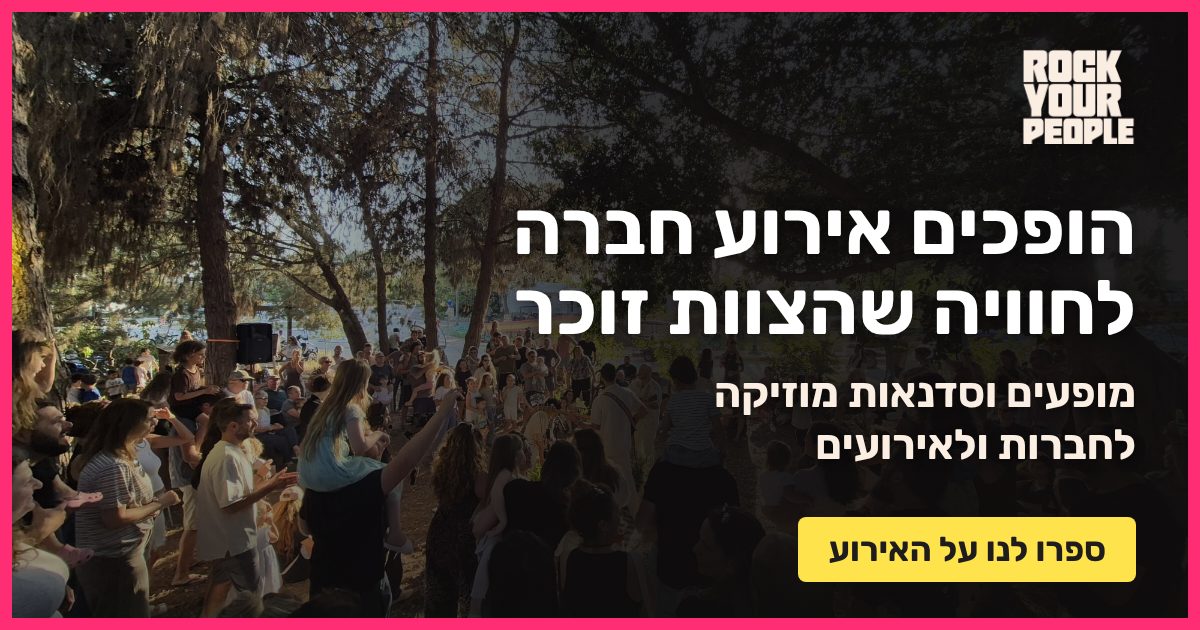 ROCK
YOUR
PEOPLE
הופכים אירוע חברה
לחוויה שהצוות זוכר
מופעים וסדנאות מוזיקה
לחברות ולאירועים
ספרו לנו על האירוע